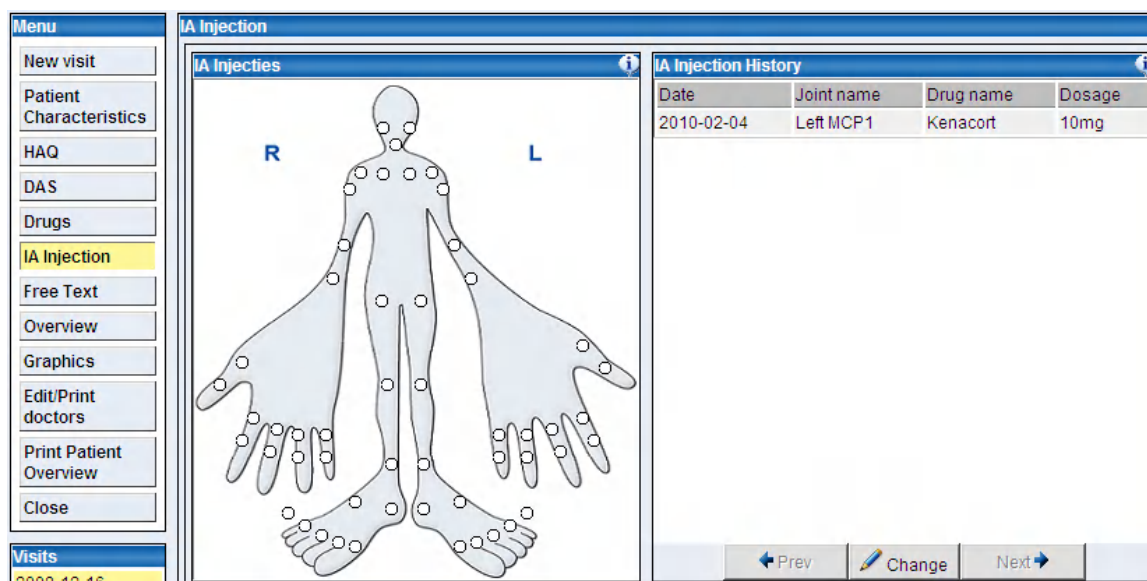 Menu
New visit
Patient
Characteristics
HAQ
DAS
Drugs
IA Injection
Free Text
Overview
Graphics
Edit/Print
doctors
Print Patient
Overview
Close
Visits
IA Injection
IA Injecties
R L
IA Injection History
Date Joint name Drug name Dosage
2010-02-04 Left MCP1 Kenacort 10mg
Prev Change Next